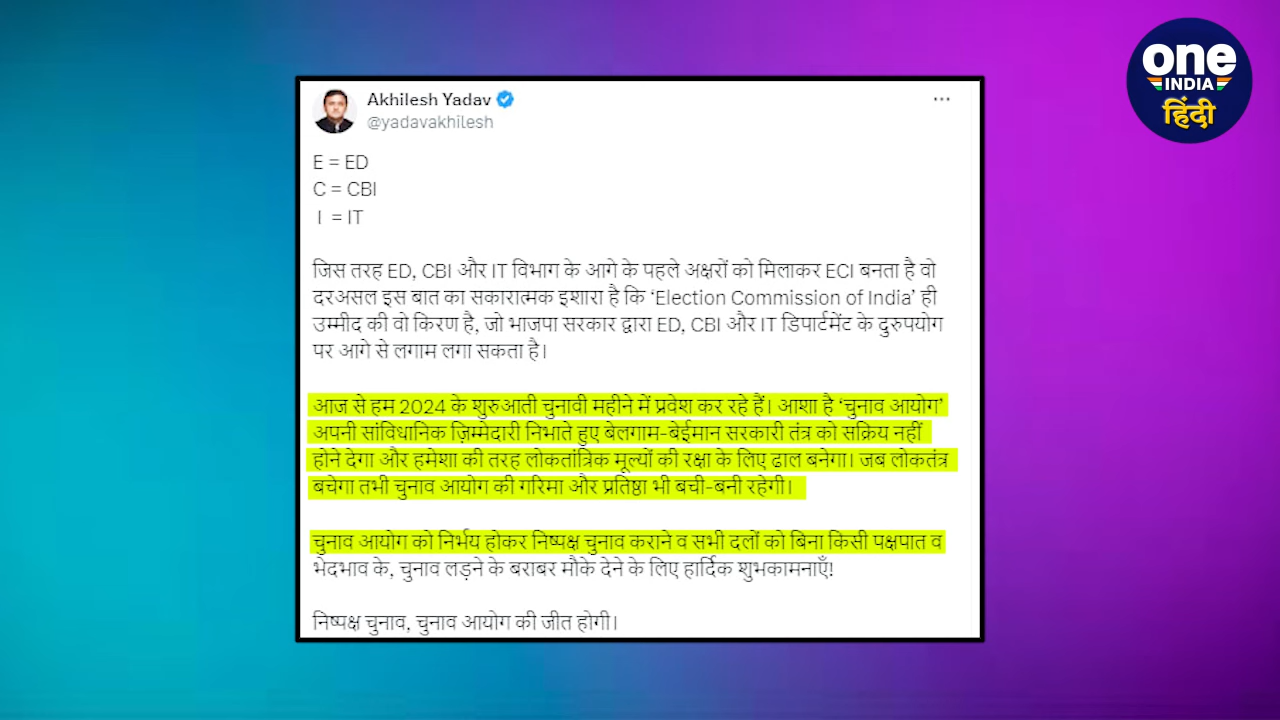 one
INDIA
हिंदी
Akhilesh Yadav
@yadavakhilesh
E = ED
C = CBI
I = IT
जिस तरह ED, CBI और IT विभाग के आगे के पहले अक्षरों को मिलाकर ECI बनता है वो
दरअसल इस बात का सकारात्मक इशारा है कि ‘Election Commission of India’ ही
उम्मीद की वो किरण है, जो भाजपा सरकार द्वारा ED, CBI और IT डिपार्टमेंट के दुरुपयोग
पर आगे से लगाम लगा सकता है।
आज से हम 2024 के शुरुआती चुनावी महीने में प्रवेश कर रहे हैं। आशा है ‘चुनाव आयोग’
अपनी सांविधानिक ज़िम्मेदारी निभाते हुए बेलगाम-बेईमान सरकारी तंत्र को सक्रिय नहीं
होने देगा और हमेशा की तरह लोकतांत्रिक मूल्यों की रक्षा के लिए ढाल बनेगा। जब लोकतंत्र
बचेगा तभी चुनाव आयोग की गरिमा और प्रतिष्ठा भी बची-बनी रहेगी।
चुनाव आयोग को निर्भय होकर निष्पक्ष चुनाव कराने व सभी दलों को बिना किसी पक्षपात व
भेदभाव के, चुनाव लड़ने के बराबर मौके देने के लिए हार्दिक शुभकामनाएँ!
निष्पक्ष चुनाव, चुनाव आयोग की जीत होगी।